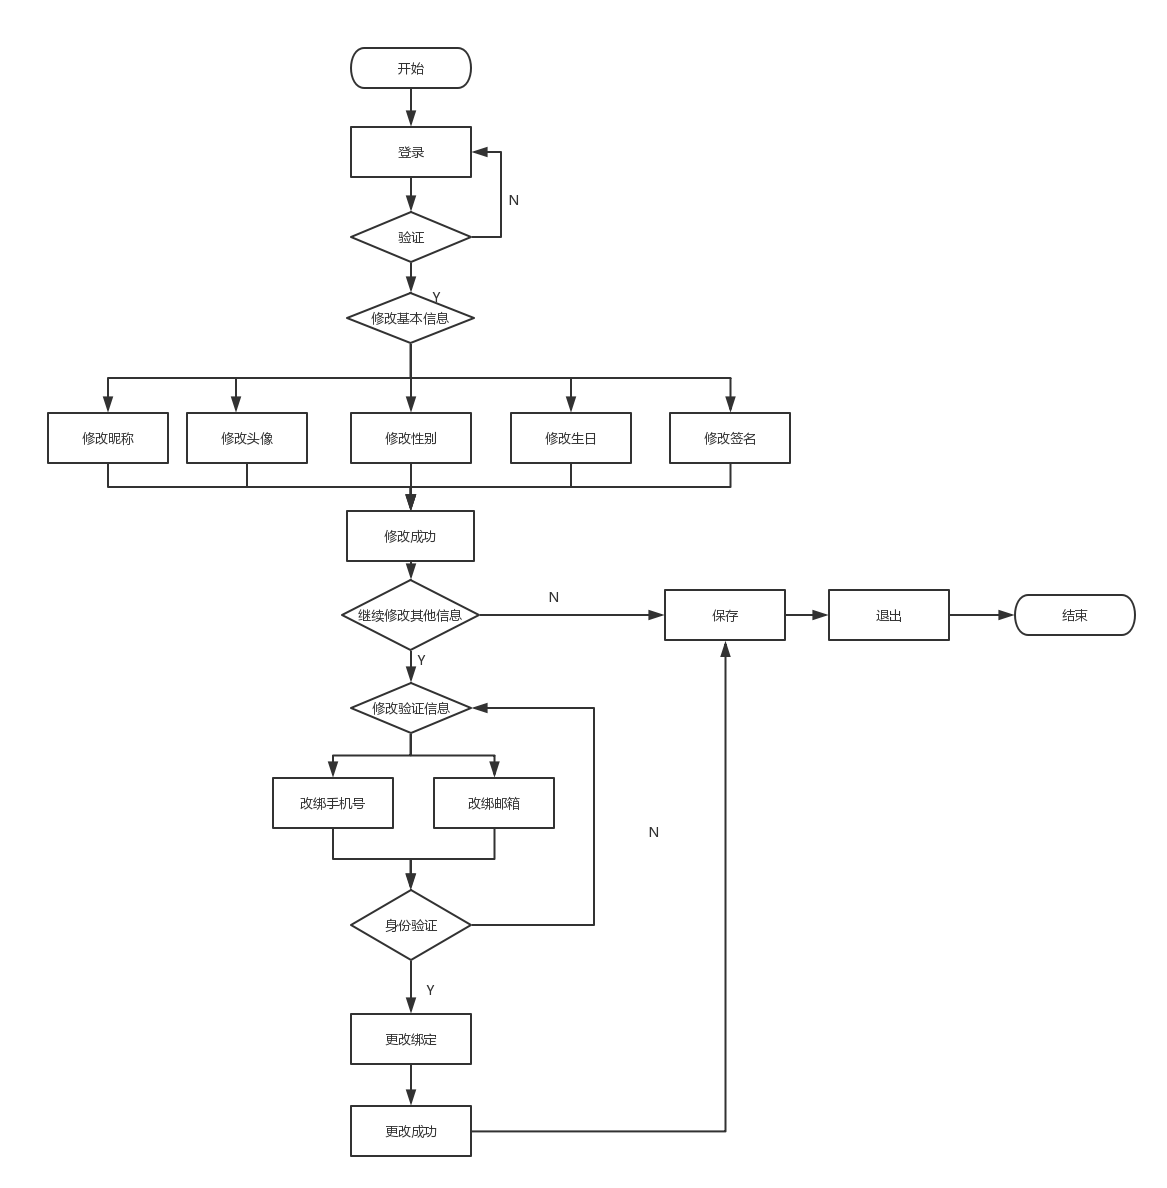 开始
登录
N
验证
Y
修改基本信息
修改昵称
修改头像
修改性别
修改生日
修改签名
修改成功
N
继续修改其他信息
保存
退出
结束
Y
修改验证信息
改绑手机号
改绑邮箱
N
身份验证
Y
更改绑定
更改成功